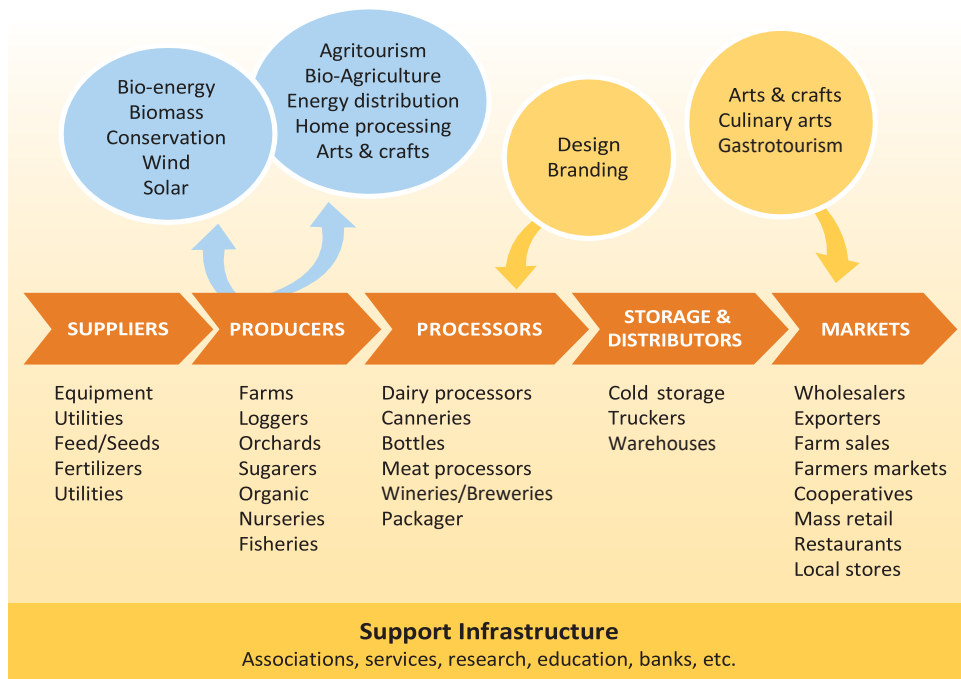 Bio-energy
Biomass
Conservation
Wind
Solar
Agritourism
Bio-Agriculture
Energy distribution
Home processing
Arts & crafts
Design
Branding
Arts & crafts
Culinary arts
Gastrotourism
SUPPLIERS
PRODUCERS
PROCESSORS
STORAGE &
DISTRIBUTORS
MARKETS
Equipment
Utilities
Feed/Seeds
Fertilizers
Utilities
Farms
Loggers
Orchards
Sugarers
Organic
Nurseries
Fisheries
Dairy processors
Canneries
Bottles
Meat processors
Wineries/Breweries
Packager
Cold storage
Truckers
Warehouses
Wholesalers
Exporters
Farm sales
Farmers markets
Cooperatives
Mass retail
Restaurants
Local stores
Support Infrastructure
Associations, services, research, education, banks, etc.